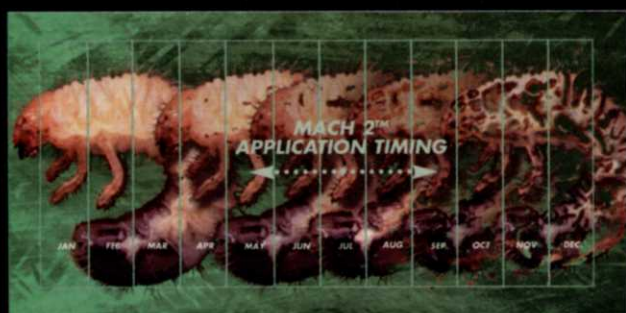 MACH 2™
APPLICATION TIMING
JAN FEB MAR APR MAY JUN JUL AUG SEP OCT NOV DEC